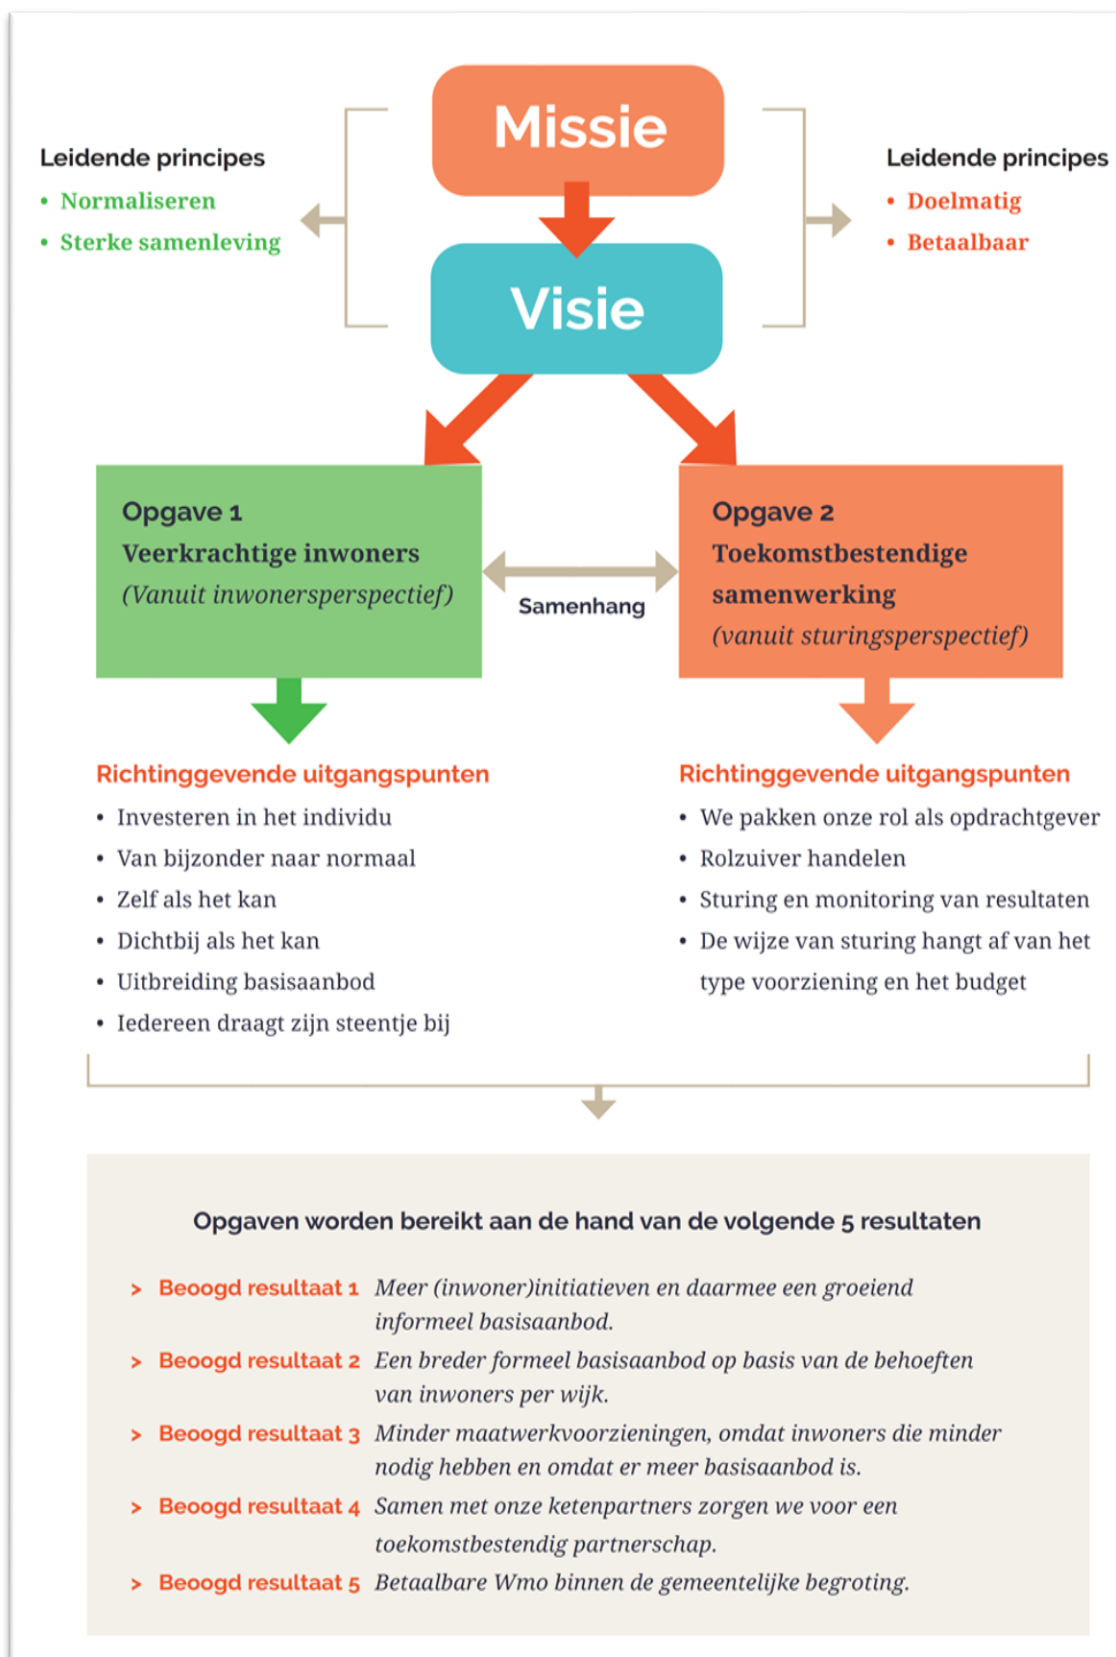 Missie
Leidende principes
• Normaliseren
• Sterke samenleving
Leidende principes
• Doelmatig
• Betaalbaar
Visie
Opgave 1
Veerkrachtige inwoners
(Vanuit inwonersperspectief)
Samenhang
Opgave 2
Toekomstbestendige
samenwerking
(vanuit sturingsperspectief)
Richtinggevende uitgangspunten
• Investeren in het individu
• Van bijzonder naar normaal
• Zelf als het kan
• Dichtbij als het kan
• Uitbreiding basisaanbod
• Iedereen draagt zijn steentje bij
Richtinggevende uitgangspunten
• We pakken onze rol als opdrachtgever
• Rolzuiver handelen
• Sturing en monitoring van resultaten
• De wijze van sturing hangt af van het
type voorziening en het budget
Opgaven worden bereikt aan de hand van de volgende 5 resultaten
> Beoogd resultaat 1 Meer (inwoner)initiatieven en daarmee een groeiend
informeel basisaanbod.
> Beoogd resultaat 2 Een breder formeel basisaanbod op basis van de behoeften
van inwoners per wijk.
> Beoogd resultaat 3 Minder maatwerkvoorzieningen, omdat inwoners die minder
nodig hebben en omdat er meer basisaanbod is.
> Beoogd resultaat 4 Samen met onze ketenpartners zorgen we voor een
toekomstbestendig partnerschap.
> Beoogd resultaat 5 Betaalbare Wmo binnen de gemeentelijke begroting.